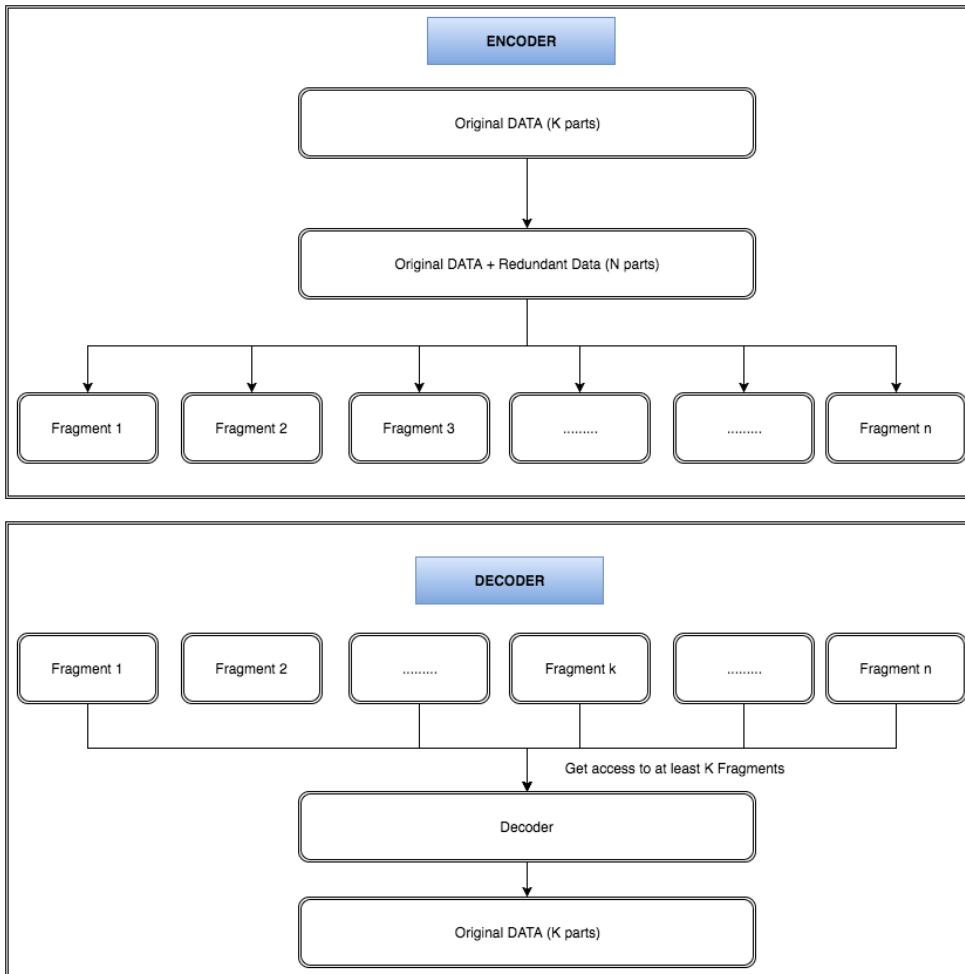 ENCODER
Original DATA (K parts)
Original DATA + Redundant Data (N parts)
Fragment 1
Fragment 2
Fragment 3
.........
.........
Fragment n
DECODER
Fragment 1
Fragment 2
.........
Fragment k
.........
Fragment n
Get access to at least K Fragments
Decoder
Original DATA (K parts)